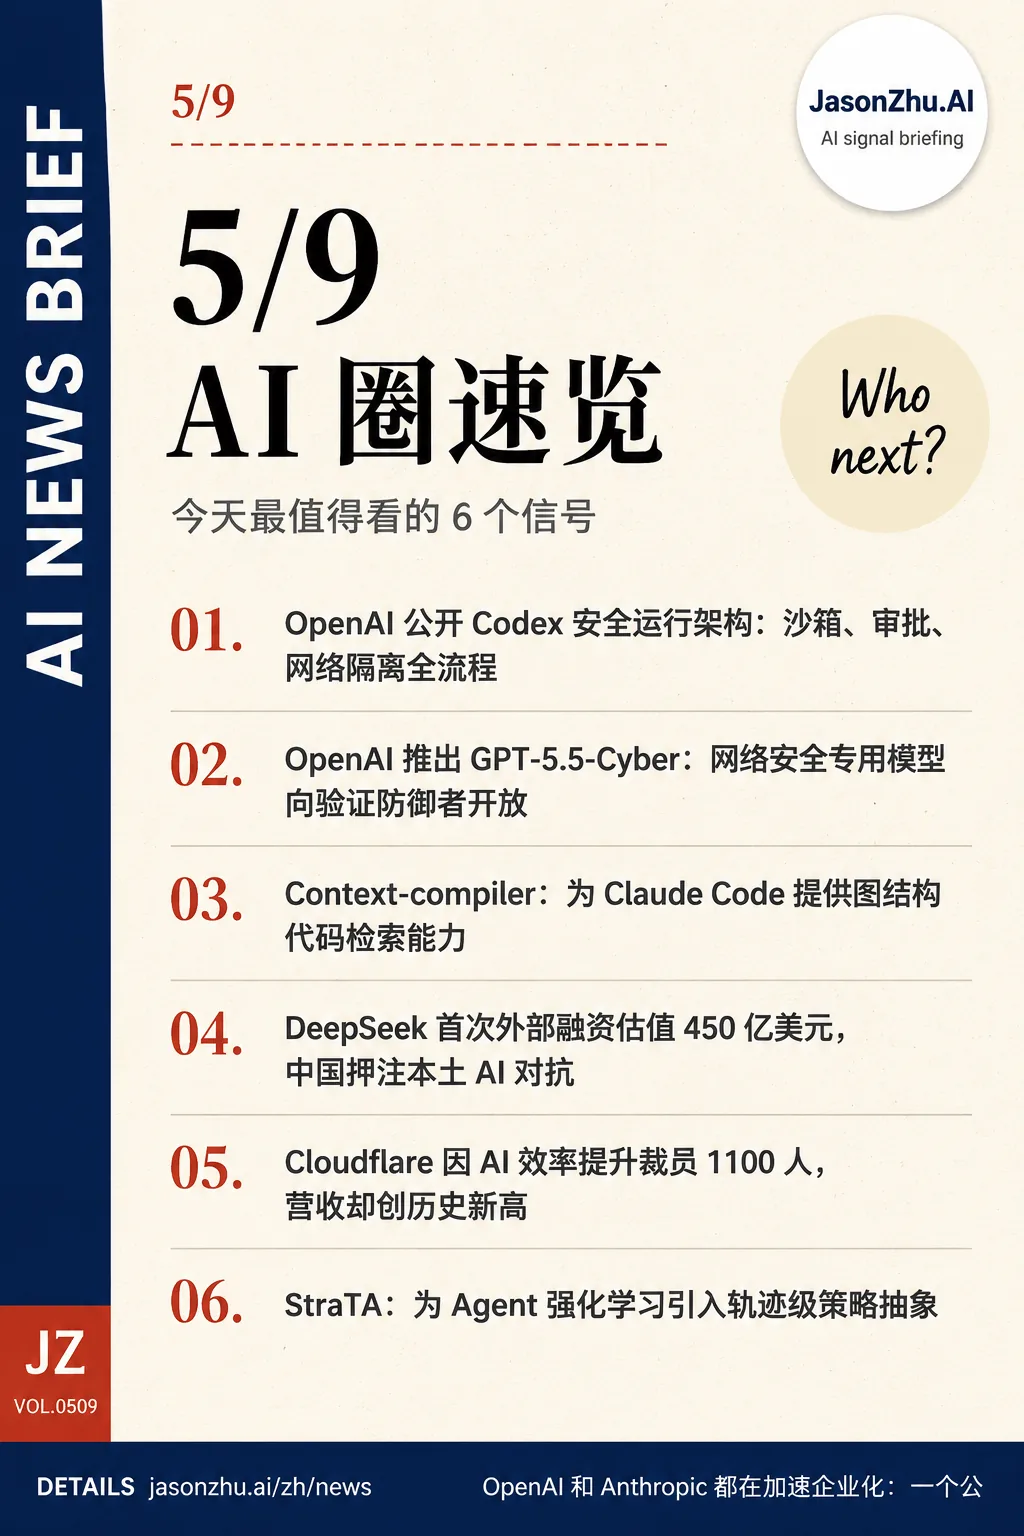 AI NEWS BRIEF
5/9
JasonZhu.AI
AI signal briefing
5/9
AI 圈速览
Who
next?
今天最值得看的 6 个信号
01.
OpenAI 公开 Codex 安全运行架构：沙箱、审批、
网络隔离全流程
02.
OpenAI 推出 GPT-5.5-Cyber：网络安全专用模型
向验证防御者开放
03.
Context-compiler：为 Claude Code 提供图结构
代码检索能力
04.
DeepSeek 首次外部融资估值 450 亿美元，
中国押注本土 AI 对抗
05.
Cloudflare 因 AI 效率提升裁员 1100 人，
营收却创历史新高
06.
StraTA：为 Agent 强化学习引入轨迹级策略抽象
JZ
VOL.0509
DETAILS jasonzhu.ai/zh/news
OpenAI 和 Anthropic 都在加速企业化：一个公